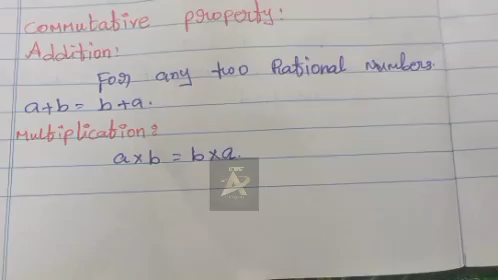 Commutative property:
Addition:
For any two Rational Numbers.
a+b = b+a.
Multiplication:
a×b = b×a.